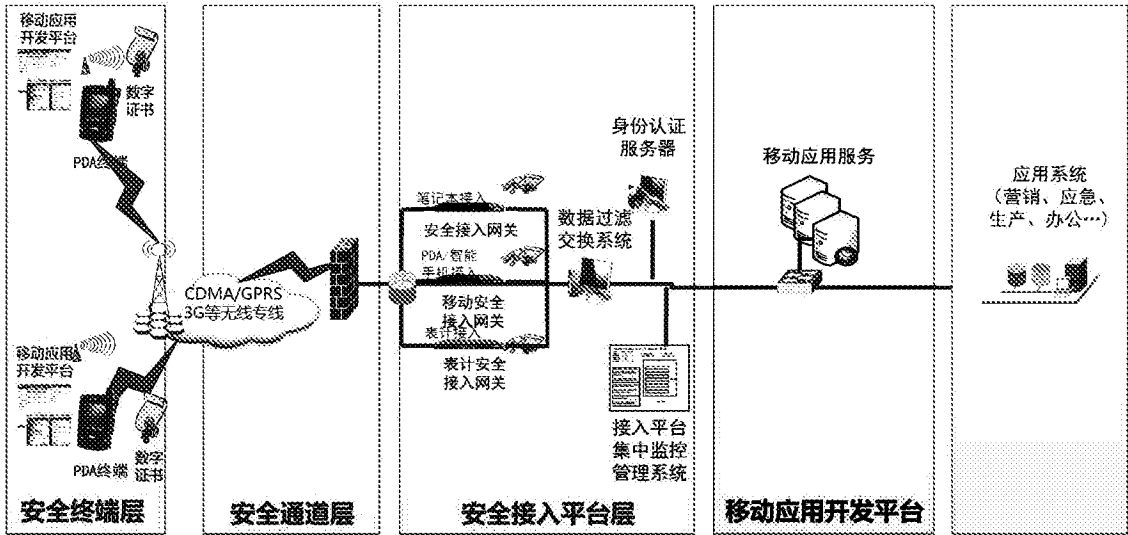 移动应用
开发平台
数字
证书
PDA终端
移动应用
开发平台
PDA终端
数字
证书
安全终端层
CDMA/GPRS
3G等无线专线
安全通道层
笔记本接入
安全接入网关
PDA/智能
手机接入
移动安全
接入网关
表计接入
表计安全
接入网关
数据过滤
交换系统
身份认证
服务器
接入平台
集中监控
管理系统
安全接入平台层
移动应用服务
移动应用开发平台
应用系统
（营销、应急、
生产、办公…）